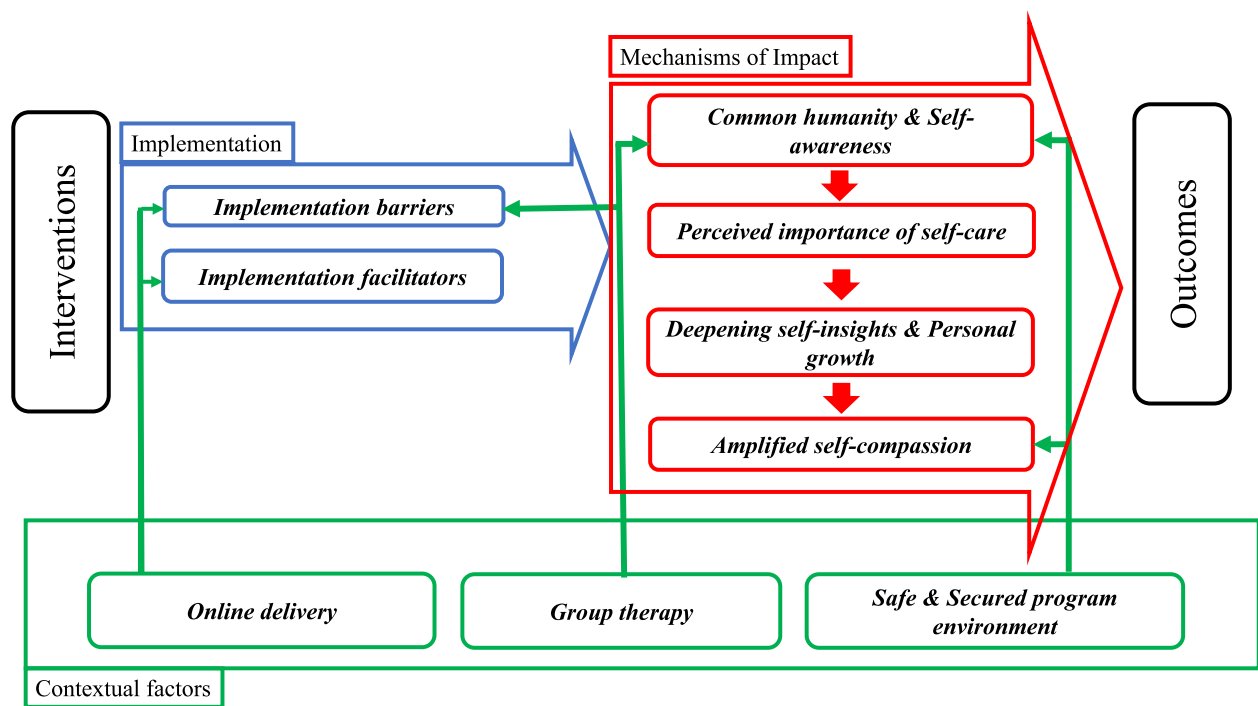 Interventions
Implementation
Implementation barriers
Implementation facilitators
Mechanisms of Impact
Common humanity & Self-
awareness
Perceived importance of self-care
Deepening self-insights & Personal
growth
Amplified self-compassion
Outcomes
Online delivery
Group therapy
Safe & Secured program
environment
Contextual factors